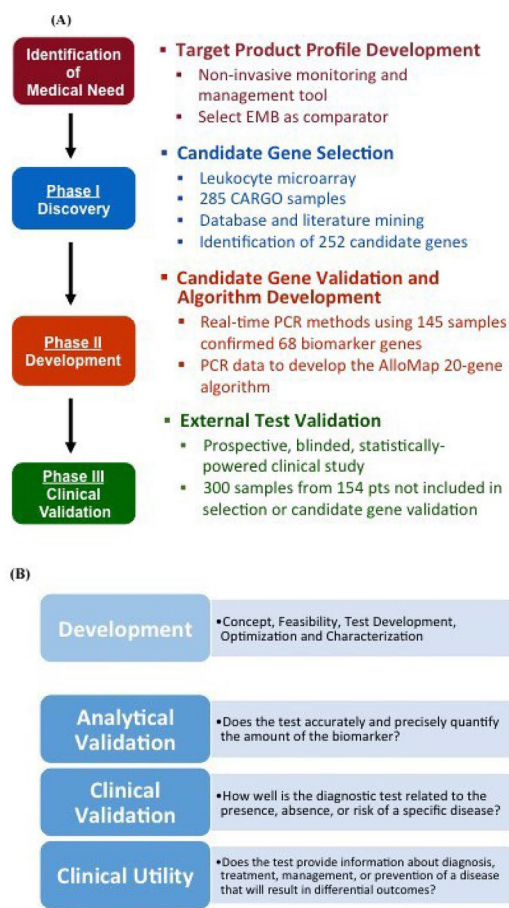 (A)
Identification
of
Medical Need
▪ Target Product Profile Development
▪ Non-invasive monitoring and
management tool
▪ Select EMB as comparator
Phase I
Discovery
▪ Candidate Gene Selection
▪ Leukocyte microarray
▪ 285 CARGO samples
▪ Database and literature mining
▪ Identification of 252 candidate genes
Phase II
Development
▪ Candidate Gene Validation and
Algorithm Development
▪ Real-time PCR methods using 145 samples
confirmed 68 biomarker genes
▪ PCR data to develop the AlloMap 20-gene
algorithm
Phase III
Clinical
Validation
▪ External Test Validation
▪ Prospective, blinded, statistically-
powered clinical study
▪ 300 samples from 154 pts not included in
selection or candidate gene validation
(B)
Development
•Concept, Feasibility, Test Development,
Optimization and Characterization
Analytical
Validation
•Does the test accurately and precisely quantify
the amount of the biomarker?
Clinical
Validation
•How well is the diagnostic test related to the
presence, absence, or risk of a specific disease?
Clinical Utility
•Does the test provide information about diagnosis,
treatment, management, or prevention of a disease
that will result in differential outcomes?